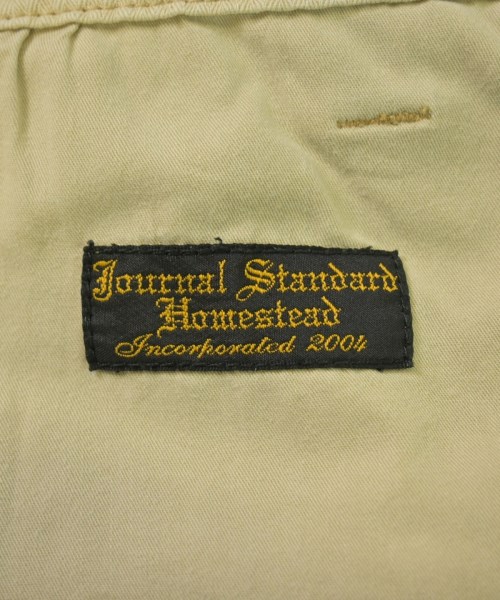 Journal Standard
Homestead
Incorporated 2004